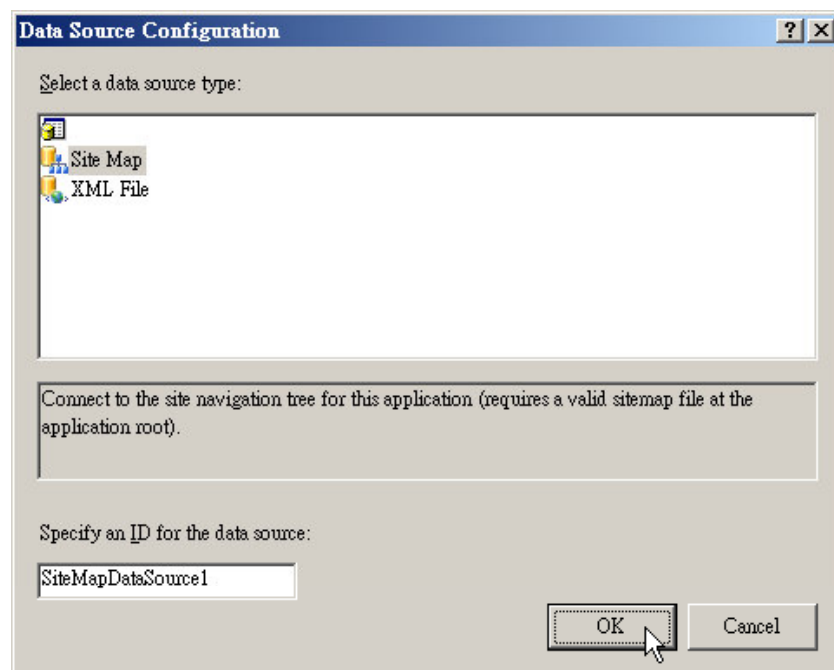 Data Source Configuration
Select a data source type:
Site Map
XML File
Connect to the site navigation tree for this application (requires a valid sitemap file at the
application root).
Specify an ID for the data source:
SiteMapDataSource1
OK
Cancel